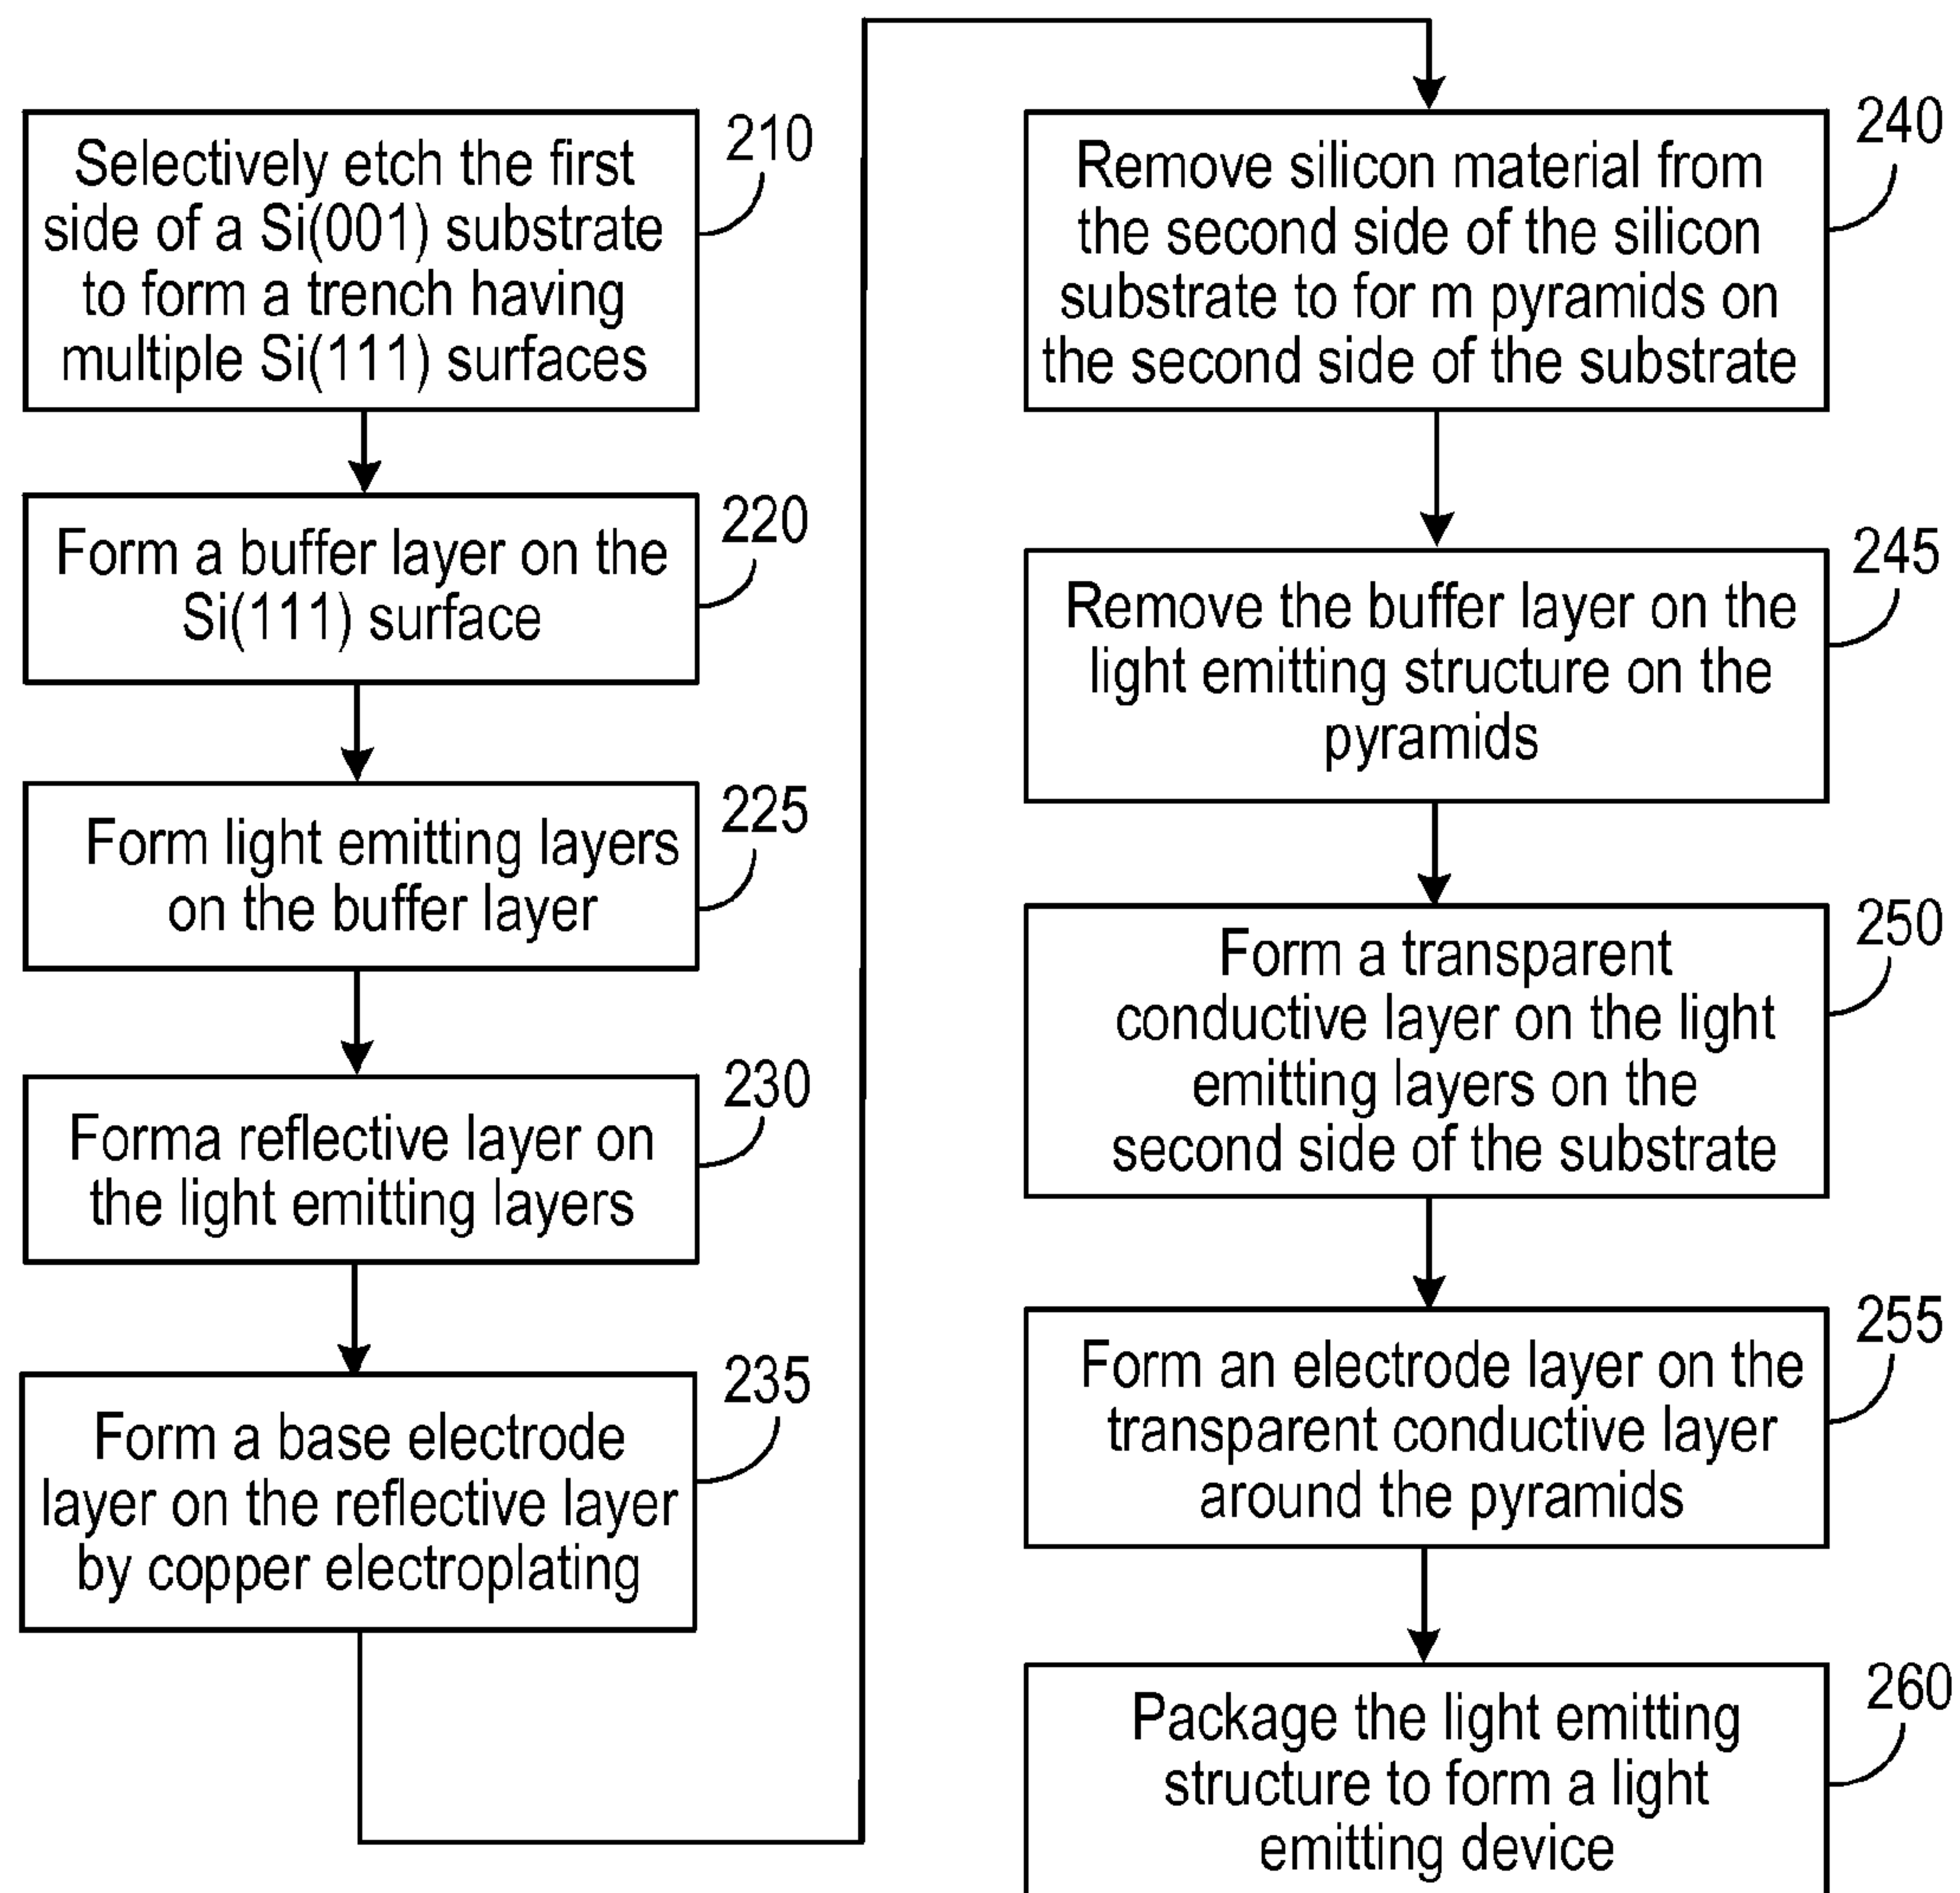 Selectively etch the first
side of a Si(001) substrate
to form a trench having
multiple Si(111) surfaces
210
Form a buffer layer on the
Si(111) surface
220
Form light emitting layers
on the buffer layer
225
Forma reflective layer on
the light emitting layers
230
Form a base electrode
layer on the reflective layer
by copper electroplating
235
Remove silicon material from
the second side of the silicon
substrate to for m pyramids on
the second side of the substrate
240
Remove the buffer layer on the
light emitting structure on the
pyramids
245
Form a transparent
conductive layer on the light
emitting layers on the
second side of the substrate
250
Form an electrode layer on the
transparent conductive layer
around the pyramids
255
Package the light emitting
structure to form a light
emitting device
260